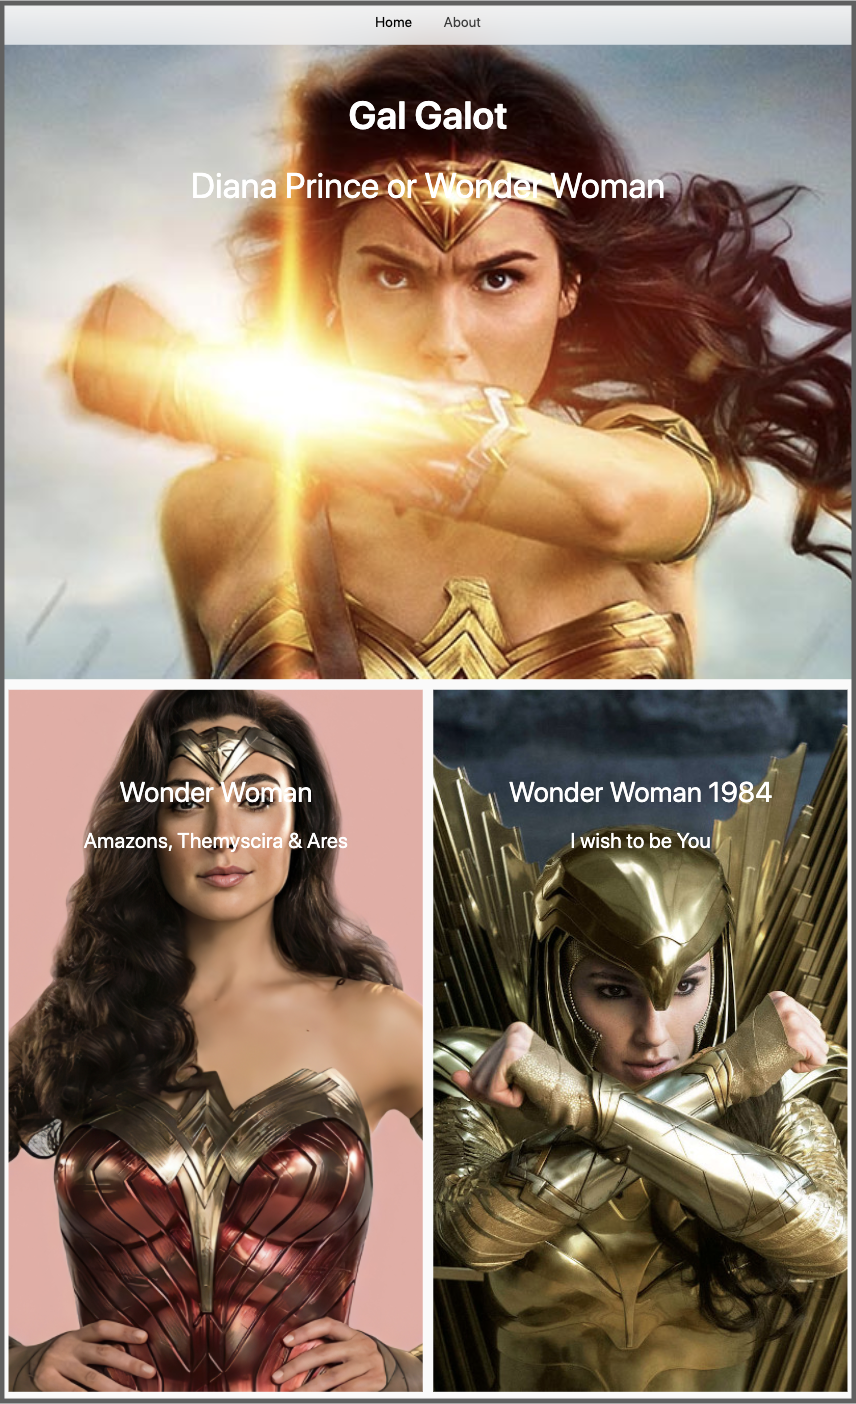 Home About
Gal Galot
Diana Prince or Wonder Woman
Wonder Woman
Amazons, Themyscira & Ares
Wonder Woman 1984
I wish to be You